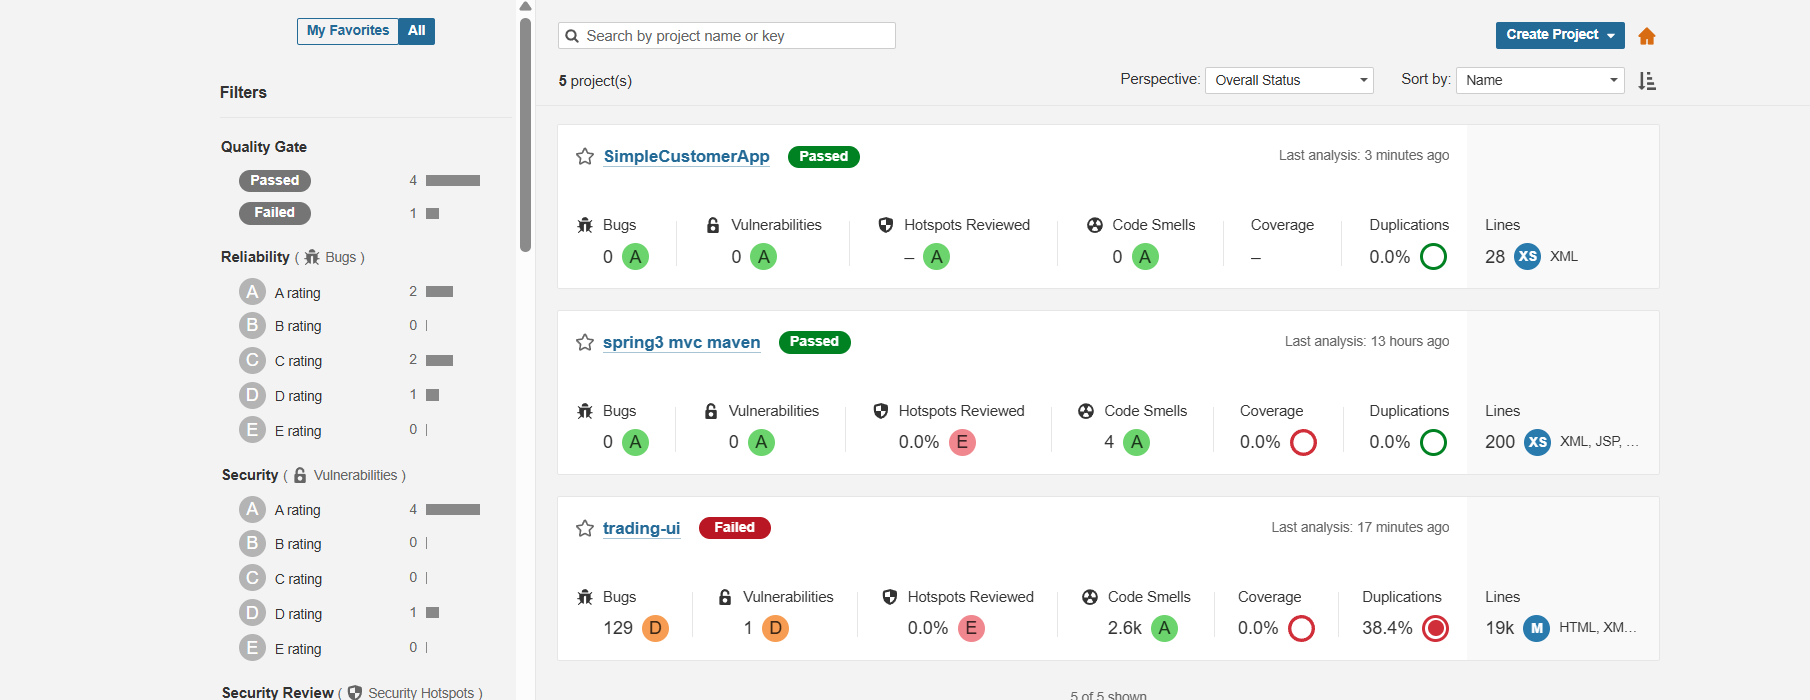 My Favorites All
Filters
Quality Gate
Passed 4
Failed 1
Reliability ( Bugs )
A A rating 2
B B rating 0
C C rating 2
D D rating 1
E E rating 0
Security ( Vulnerabilities )
A A rating 4
B B rating 0
C C rating 0
D D rating 1
E E rating 0
Security Review ( Security Hotspots )
Search by project name or key
Create Project
5 project(s)
Perspective: Overall Status
Sort by: Name
SimpleCustomerApp Passed
Last analysis: 3 minutes ago
Bugs Vulnerabilities Hotspots Reviewed Code Smells Coverage Duplications Lines
0 A 0 A – A 0 A – 0.0% 28 XS XML
spring3 mvc maven Passed
Last analysis: 13 hours ago
Bugs Vulnerabilities Hotspots Reviewed Code Smells Coverage Duplications Lines
0 A 0 A 0.0% E 4 A 0.0% 0.0% 200 XS XML, JSP, ...
trading-ui Failed
Last analysis: 17 minutes ago
Bugs Vulnerabilities Hotspots Reviewed Code Smells Coverage Duplications Lines
129 D 1 D 0.0% E 2.6k A 0.0% 38.4% 19k M HTML, XM...
5 of 5 shown